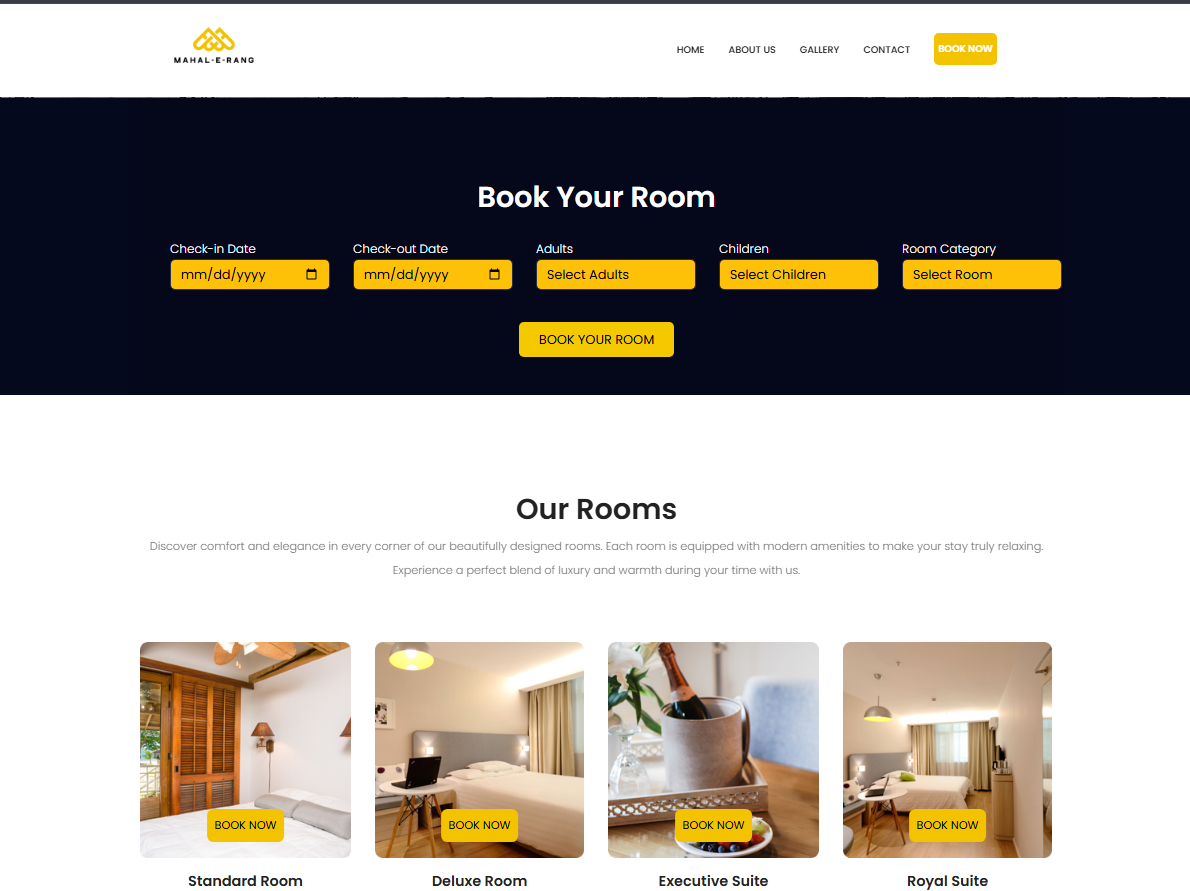 MAHAL-E-RANG
HOME ABOUT US GALLERY CONTACT BOOK NOW
Book Your Room
Check-in Date Check-out Date Adults Children Room Category
mm/dd/yyyy mm/dd/yyyy Select Adults Select Children Select Room
BOOK YOUR ROOM
Our Rooms
Discover comfort and elegance in every corner of our beautifully designed rooms. Each room is equipped with modern amenities to make your stay truly relaxing.
Experience a perfect blend of luxury and warmth during your time with us.
BOOK NOW BOOK NOW BOOK NOW BOOK NOW
Standard Room Deluxe Room Executive Suite Royal Suite